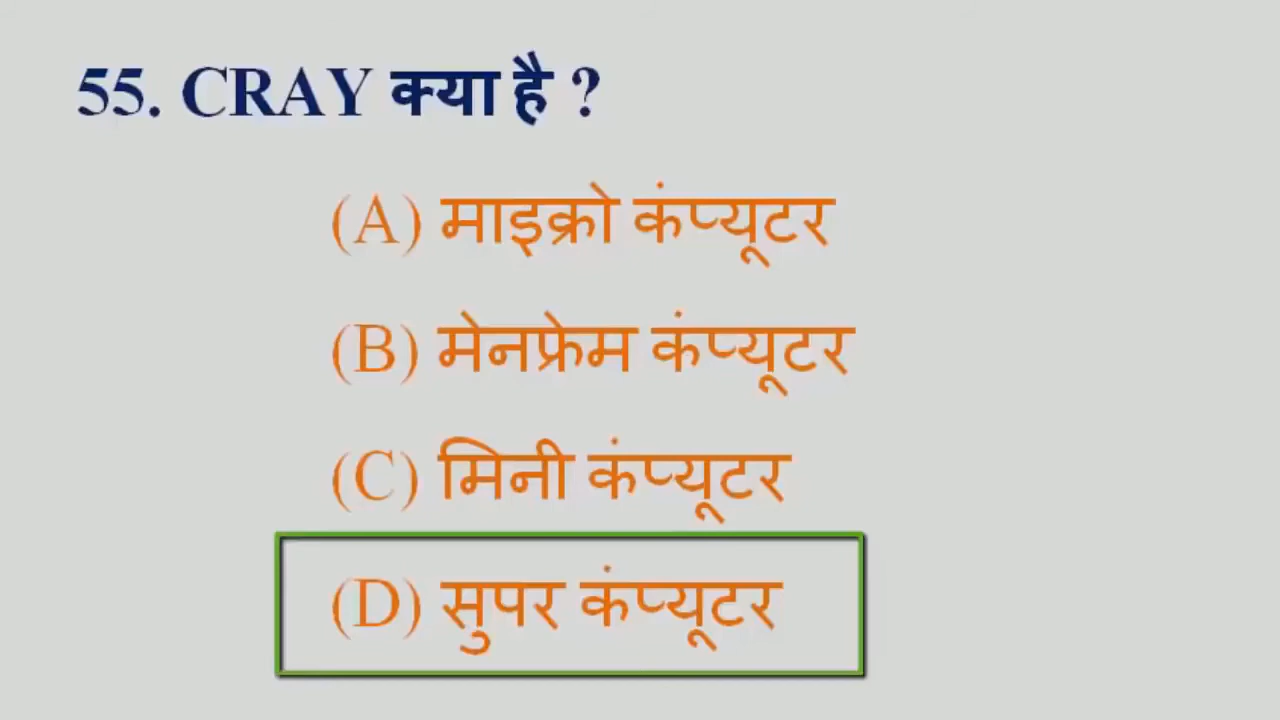 55. CRAY क्या है ?
(A) माइक्रो कंप्यूटर
(B) मेनफ्रेम कंप्यूटर
(C) मिनी कंप्यूटर
(D) सुपर कंप्यूटर